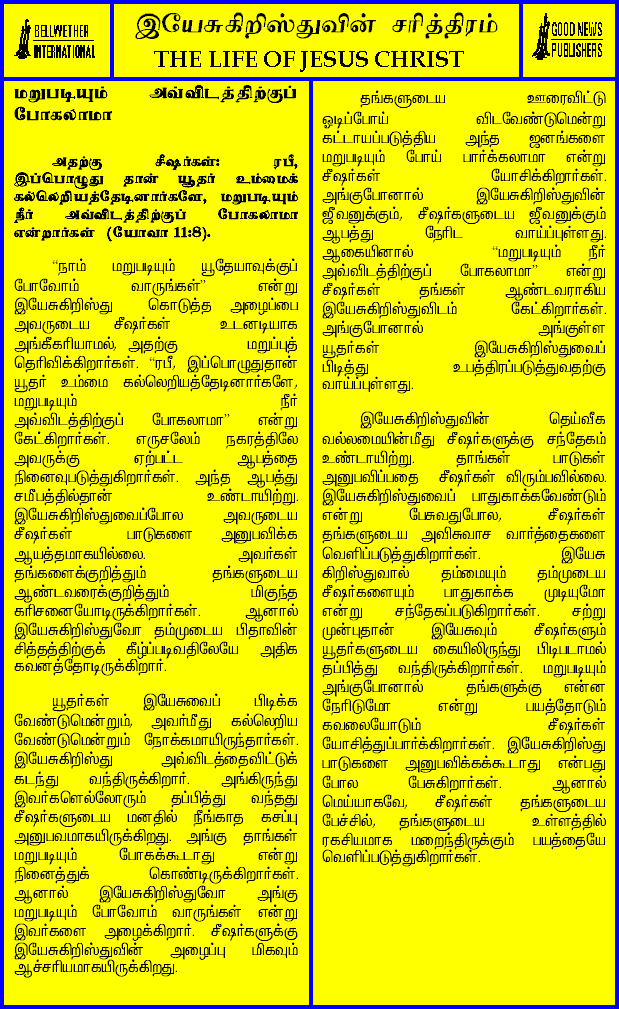 BELLWETHER
INTERNATIONAL
இயேசுகிறிஸ்துவின் சரித்திரம்
THE LIFE OF JESUS CHRIST
GOOD NEWS
PUBLISHERS
மறுபடியும் அவ்விடத்திற்குப்
போகலாமா
அதற்கு சீஷர்கள்: ரபீ,
இப்பொழுது தான் யூதர் உம்மைக்
கல்லெறியத்தேடினார்களே, மறுபடியும்
நீர் அவ்விடத்திற்குப் போகலாமா
என்றார்கள் (யோவா 11:8).
“நாம் மறுபடியும் யூதேயாவுக்குப்
போவோம் வாருங்கள்” என்று
இயேசுகிறிஸ்து கொடுத்த அழைப்பை
அவருடைய சீஷர்கள் உடனடியாக
அங்கீகரியாமல், அதற்கு மறுப்புத்
தெரிவிக்கிறார்கள். “ரபீ, இப்பொழுதுதான்
யூதர் உம்மை கல்லெறியத்தேடினார்களே,
மறுபடியும் நீர்
அவ்விடத்திற்குப் போகலாமா” என்று
கேட்கிறார்கள். எருசலேம் நகரத்திலே
அவருக்கு ஏற்பட்ட ஆபத்தை
நினைவுபடுத்துகிறார்கள். அந்த ஆபத்து
சமீபத்தில்தான் உண்டாயிற்று.
இயேசுகிறிஸ்துவைப்போல அவருடைய
சீஷர்கள் பாடுகளை அனுபவிக்க
ஆயத்தமாகயில்லை. அவர்கள்
தங்களைக்குறித்தும் தங்களுடைய
ஆண்டவரைக்குறித்தும் மிகுந்த
கரிசனையோடிருக்கிறார்கள். ஆனால்
இயேசுகிறிஸ்துவோ தம்முடைய பிதாவின்
சித்தத்திற்குக் கீழ்ப்படிவதிலேயே அதிக
கவனத்தோடிருக்கிறார்.
யூதர்கள் இயேசுவைப் பிடிக்க
வேண்டுமென்றும், அவர்மீது கல்லெறிய
வேண்டுமென்றும் நோக்கமாயிருந்தார்கள்.
இயேசுகிறிஸ்து அவ்விடத்தைவிட்டுக்
கடந்து வந்திருக்கிறார். அங்கிருந்து
இவர்களெல்லோரும் தப்பித்து வந்தது
சீஷர்களுடைய மனதில் நீங்காத கசப்பு
அனுபவமாகயிருக்கிறது. அங்கு தாங்கள்
மறுபடியும் போகக்கூடாது என்று
நினைத்துக் கொண்டிருக்கிறார்கள்.
ஆனால் இயேசுகிறிஸ்துவோ அங்கு
மறுபடியும் போவோம் வாருங்கள் என்று
இவர்களை அழைக்கிறார். சீஷர்களுக்கு
இயேசுகிறிஸ்துவின் அழைப்பு மிகவும்
ஆச்சரியமாகயிருக்கிறது.
தங்களுடைய ஊரைவிட்டு
ஓடிப்போய் விடவேண்டுமென்று
கட்டாயப்படுத்திய அந்த ஜனங்களை
மறுபடியும் போய் பார்க்கலாமா என்று
சீஷர்கள் யோசிக்கிறார்கள்.
அங்குபோனால் இயேசுகிறிஸ்துவின்
ஜீவனுக்கும், சீஷர்களுடைய ஜீவனுக்கும்
ஆபத்து நேரிட வாய்ப்புள்ளது.
ஆகையினால் “மறுபடியும் நீர்
அவ்விடத்திற்குப் போகலாமா” என்று
சீஷர்கள் தங்கள் ஆண்டவராகிய
இயேசுகிறிஸ்துவிடம் கேட்கிறார்கள்.
அங்குபோனால் அங்குள்ள
யூதர்கள் இயேசுகிறிஸ்துவைப்
பிடித்து உபத்திரப்படுத்துவதற்கு
வாய்ப்புள்ளது.
இயேசுகிறிஸ்துவின் தெய்வீக
வல்லமையின்மீது சீஷர்களுக்கு சந்தேகம்
உண்டாயிற்று. தாங்கள் பாடுகள்
அனுபவிப்பதை சீஷர்கள் விரும்பவில்லை.
இயேசுகிறிஸ்துவைப் பாதுகாக்கவேண்டும்
என்று பேசுவதுபோல, சீஷர்கள்
தங்களுடைய அவிசுவாச வார்த்தைகளை
வெளிப்படுத்துகிறார்கள். இயேசு
கிறிஸ்துவால் தம்மையும் தம்முடைய
சீஷர்களையும் பாதுகாக்க முடியுமோ
என்று சந்தேகப்படுகிறார்கள். சற்று
முன்புதான் இயேசுவும் சீஷர்களும்
யூதர்களுடைய கையிலிருந்து பிடிபடாமல்
தப்பித்து வந்திருக்கிறார்கள். மறுபடியும்
அங்குபோனால் தங்களுக்கு என்ன
நேரிடுமோ என்று பயத்தோடும்
கவலையோடும் சீஷர்கள்
யோசித்துப்பார்க்கிறார்கள். இயேசுகிறிஸ்து
பாடுகளை அனுபவிக்கக்கூடாது என்பது
போல பேசுகிறார்கள். ஆனால்
மெய்யாகவே, சீஷர்கள் தங்களுடைய
பேச்சில், தங்களுடைய உள்ளத்தில்
ரகசியமாக மறைந்திருக்கும் பயத்தையே
வெளிப்படுத்துகிறார்கள்.